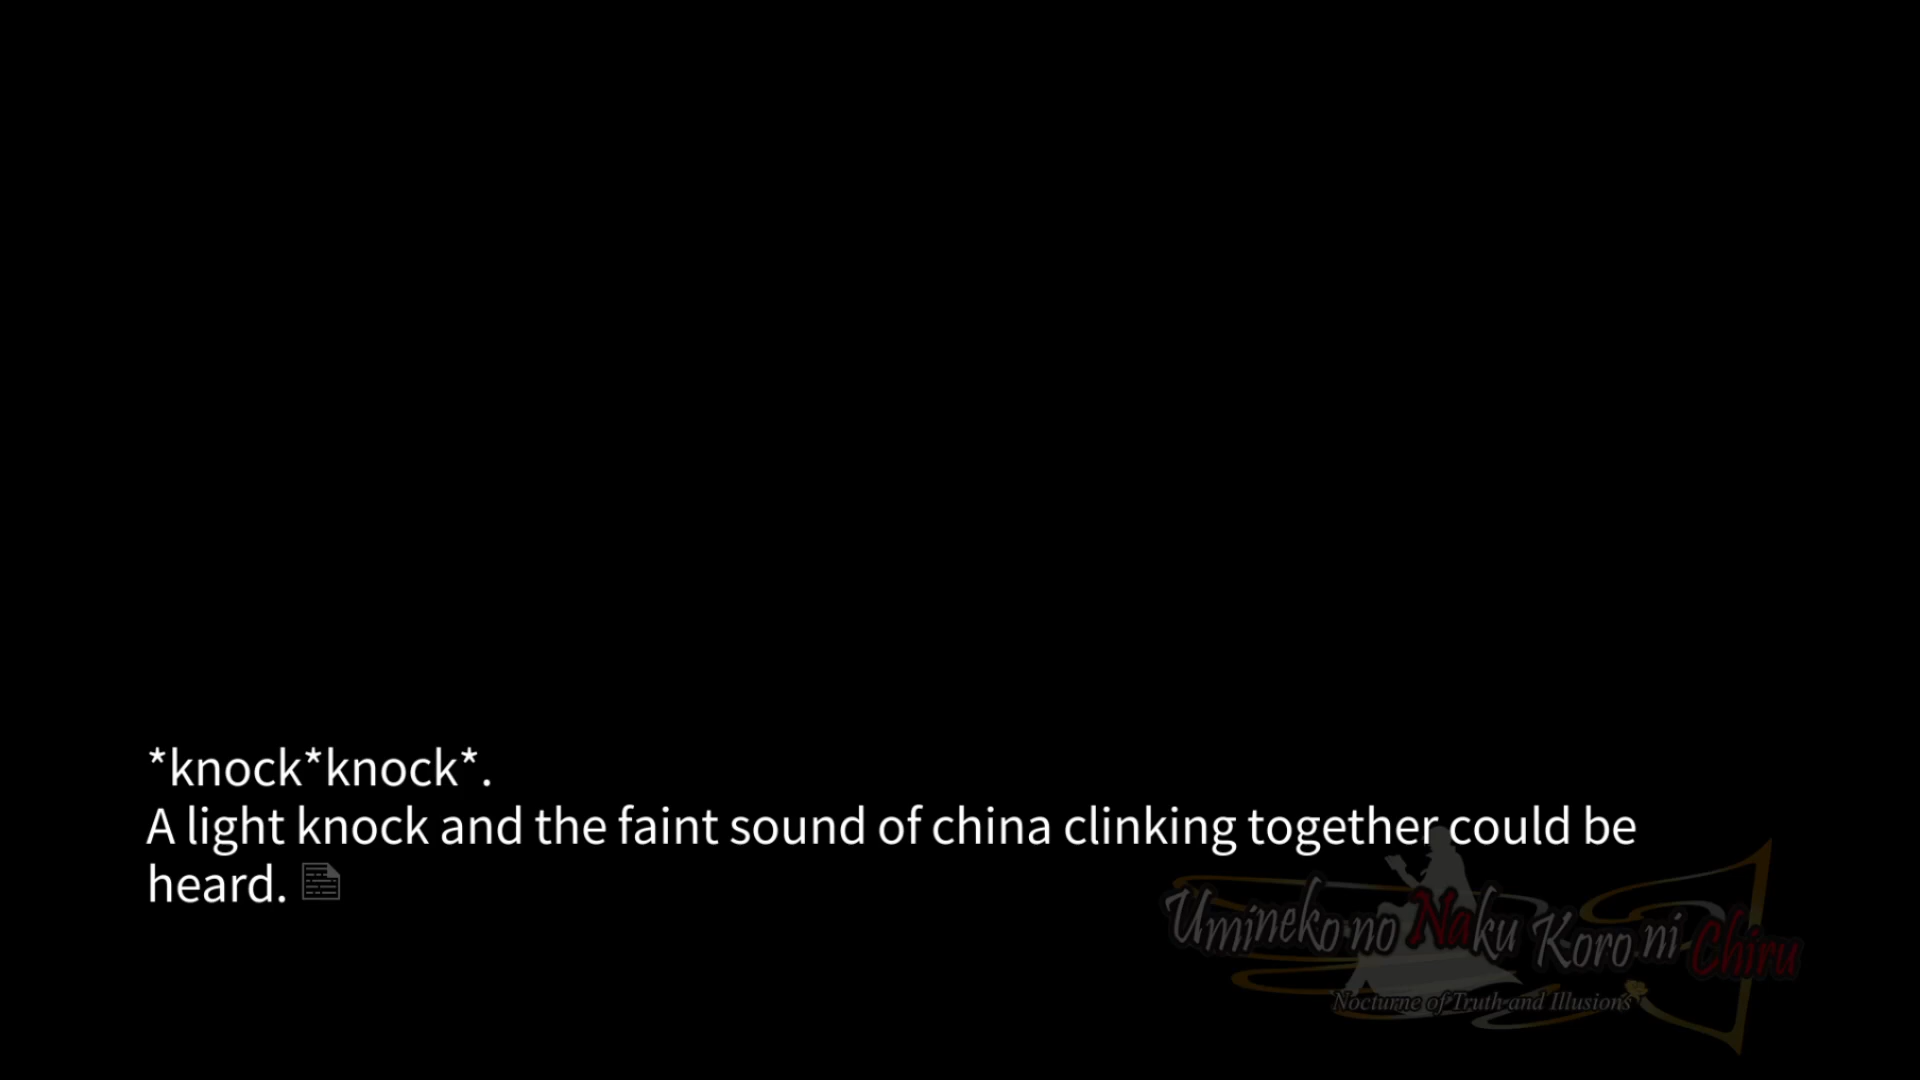 *knock*knock*.
A light knock and the faint sound of china clinking together could be
heard.
Umineko no Naku Koro ni Chiru
Nocturne of Truth and Illusions